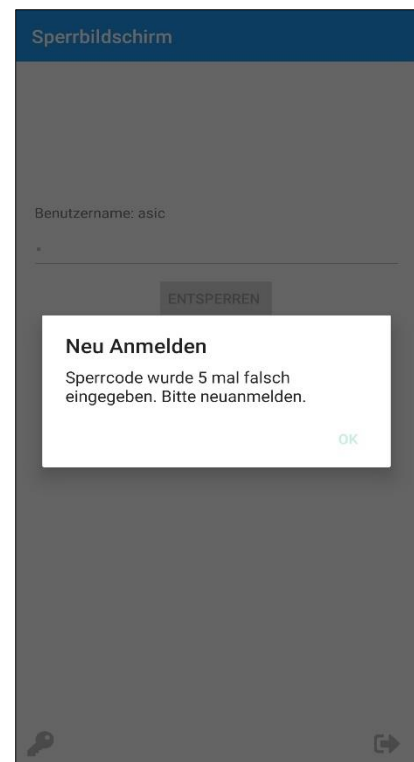 Sperrbildschirm
Benutzername: asic
ENTSPERREN
Neu Anmelden
Sperrcode wurde 5 mal falsch
eingegeben. Bitte neuanmelden.
OK